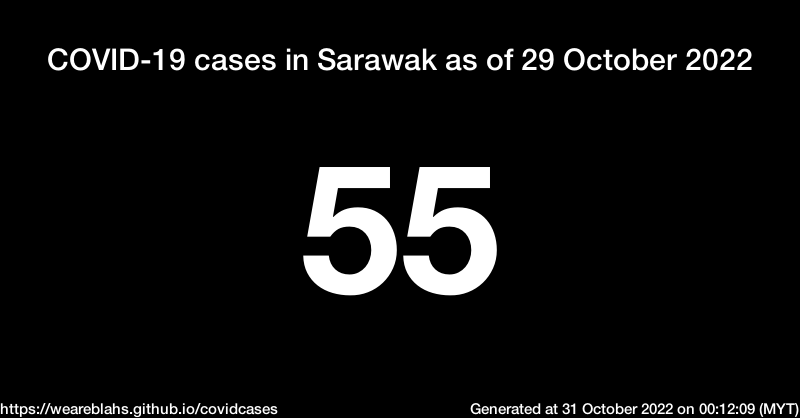 COVID-19 cases in Sarawak as of 29 October 2022
55
https://weareblahs.github.io/covidcases
Generated at 31 October 2022 on 00:12:09 (MYT)